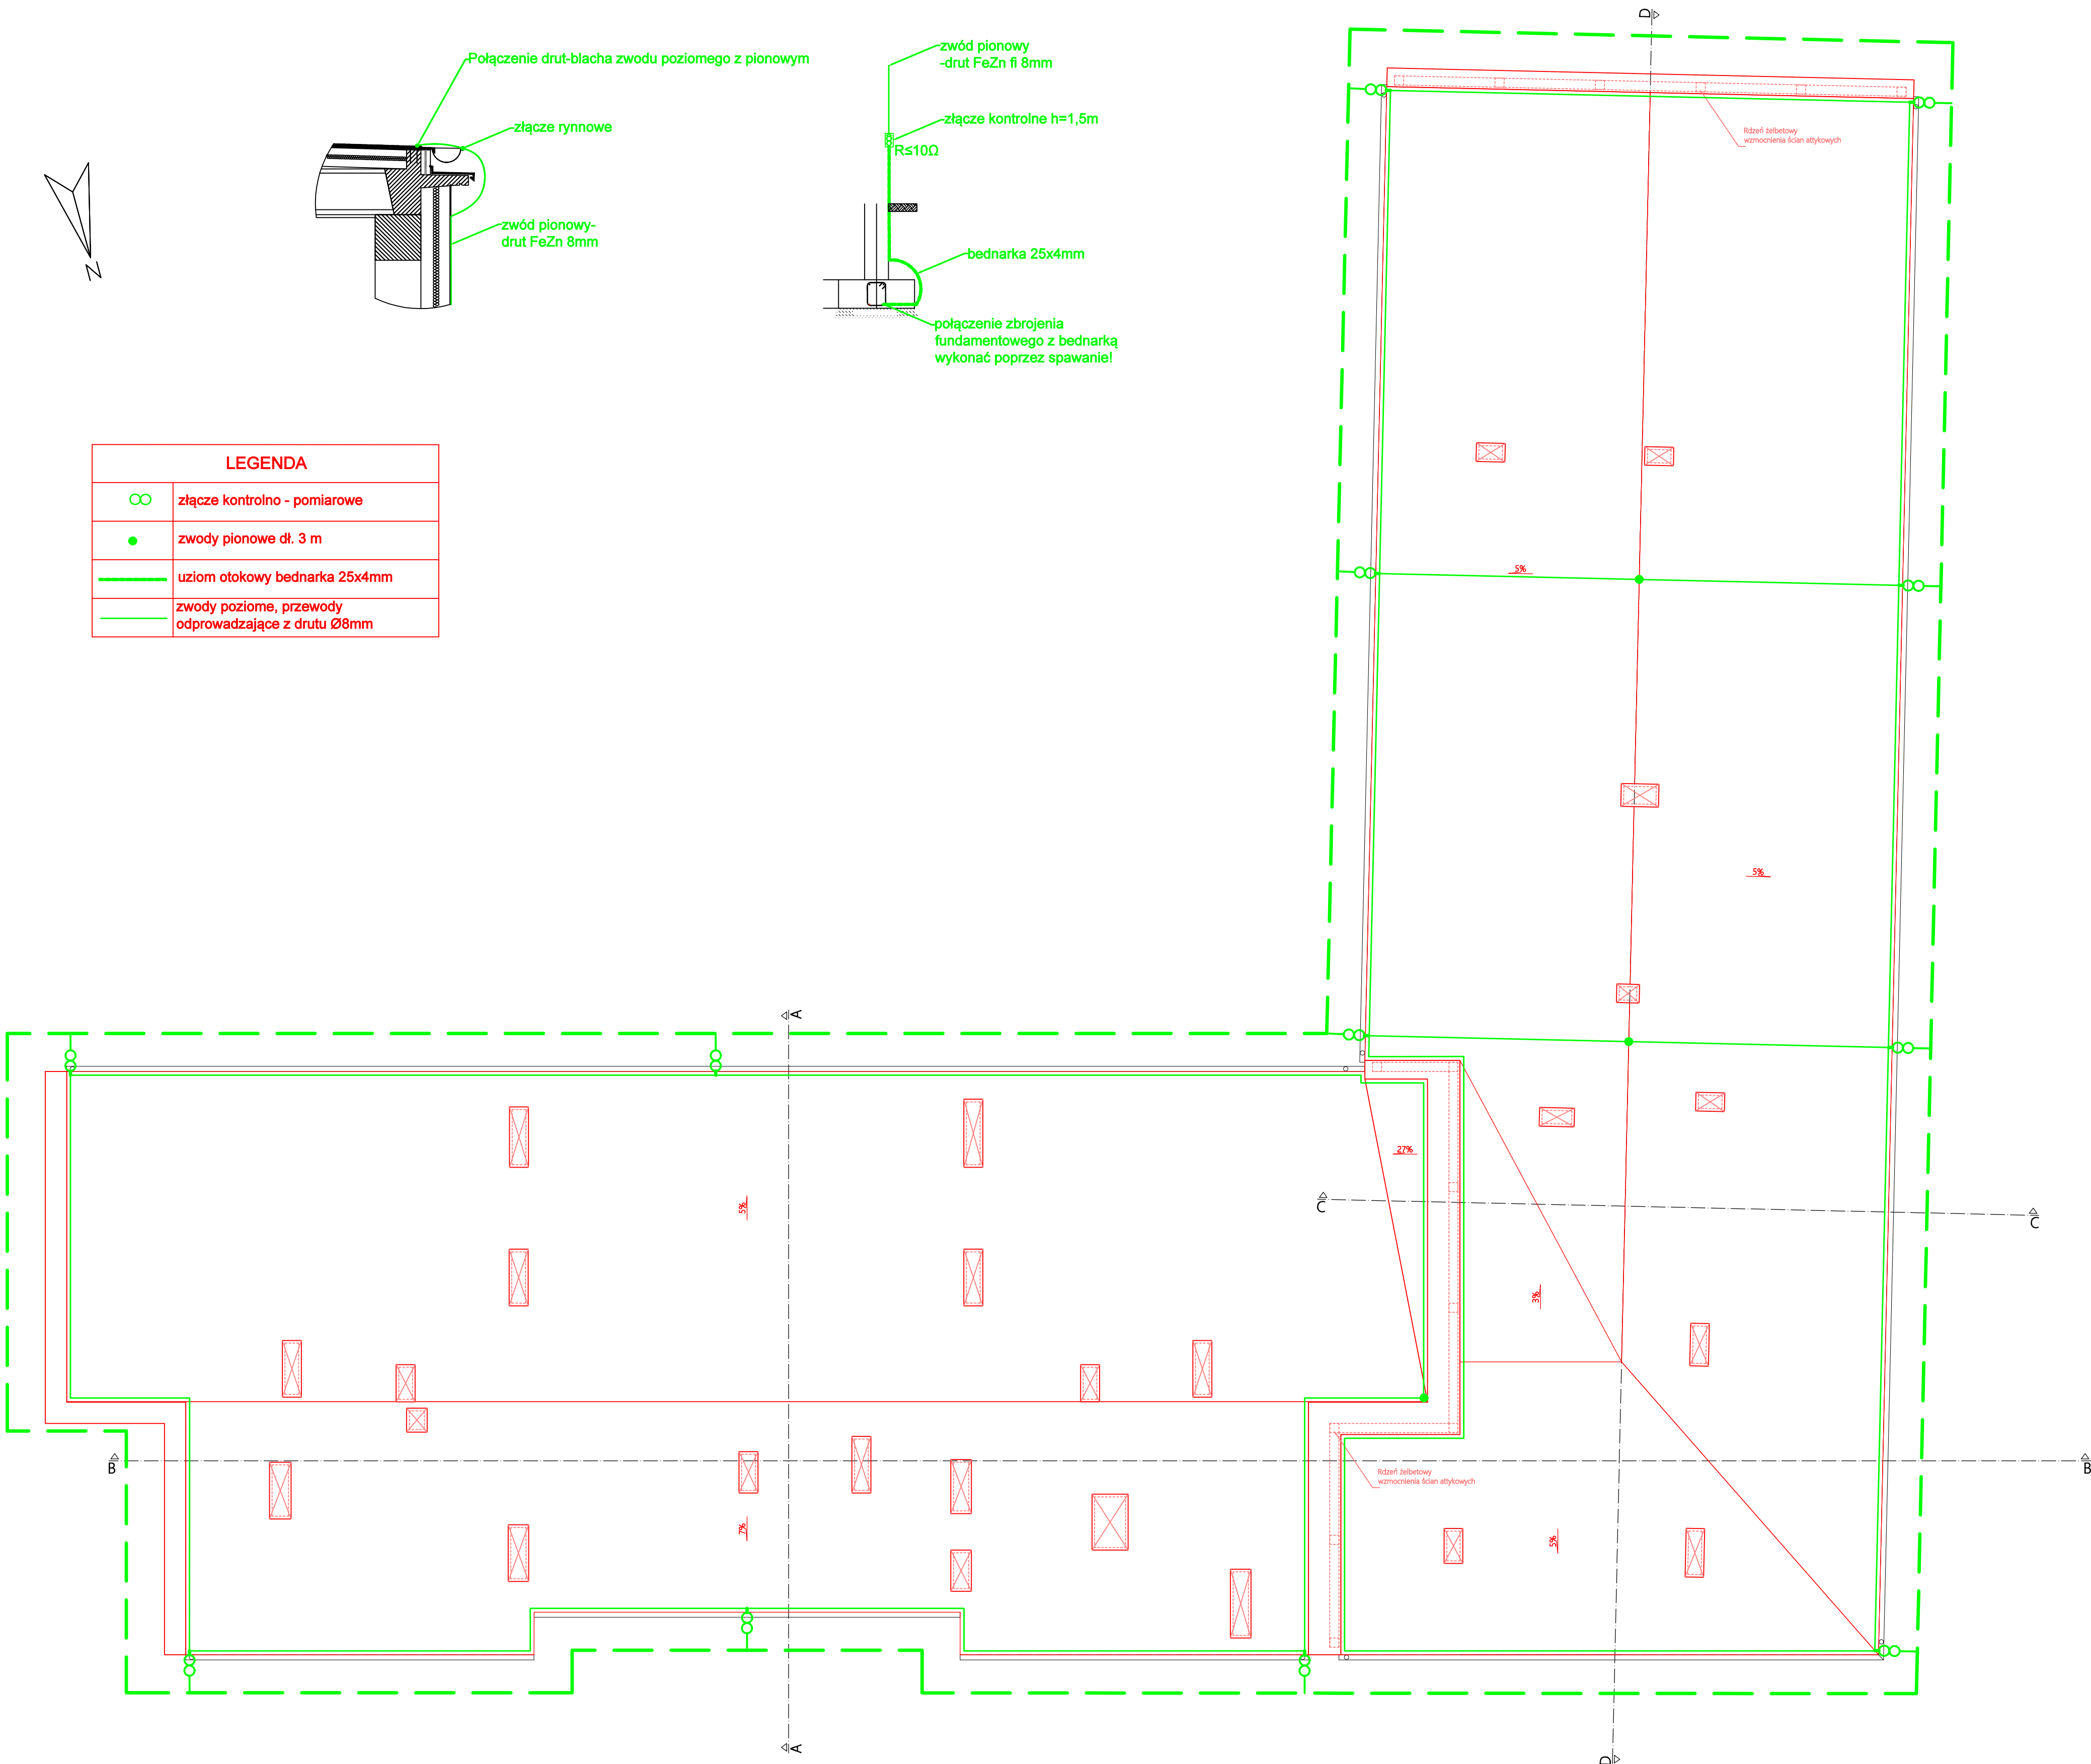 Połączenie drut-blacha zwodu poziomego z pionowym
złącze rynnowe
zwód pionowy-
drut FeZn 8mm
zwód pionowy
-drut FeZn fi 8mm
złącze kontrolne h=1,5m
R≤10Ω
bednarka 25x4mm
połączenie zbrojenia
fundamentowego z bednarką
wykonać poprzez spawanie!
N
LEGENDA
złącze kontrolno - pomiarowe
zwody pionowe dł. 3 m
uziom otokowy bednarka 25x4mm
zwody poziome, przewody
odprowadzające z drutu Ø8mm
D
Rdzeń żelbetowy
wzmocnienia ścian attykowych
5%
5%
A
27%
C
C
5%
3%
B
B
Rdzeń żelbetowy
wzmocnienia ścian attykowych
7%
5%
A
D